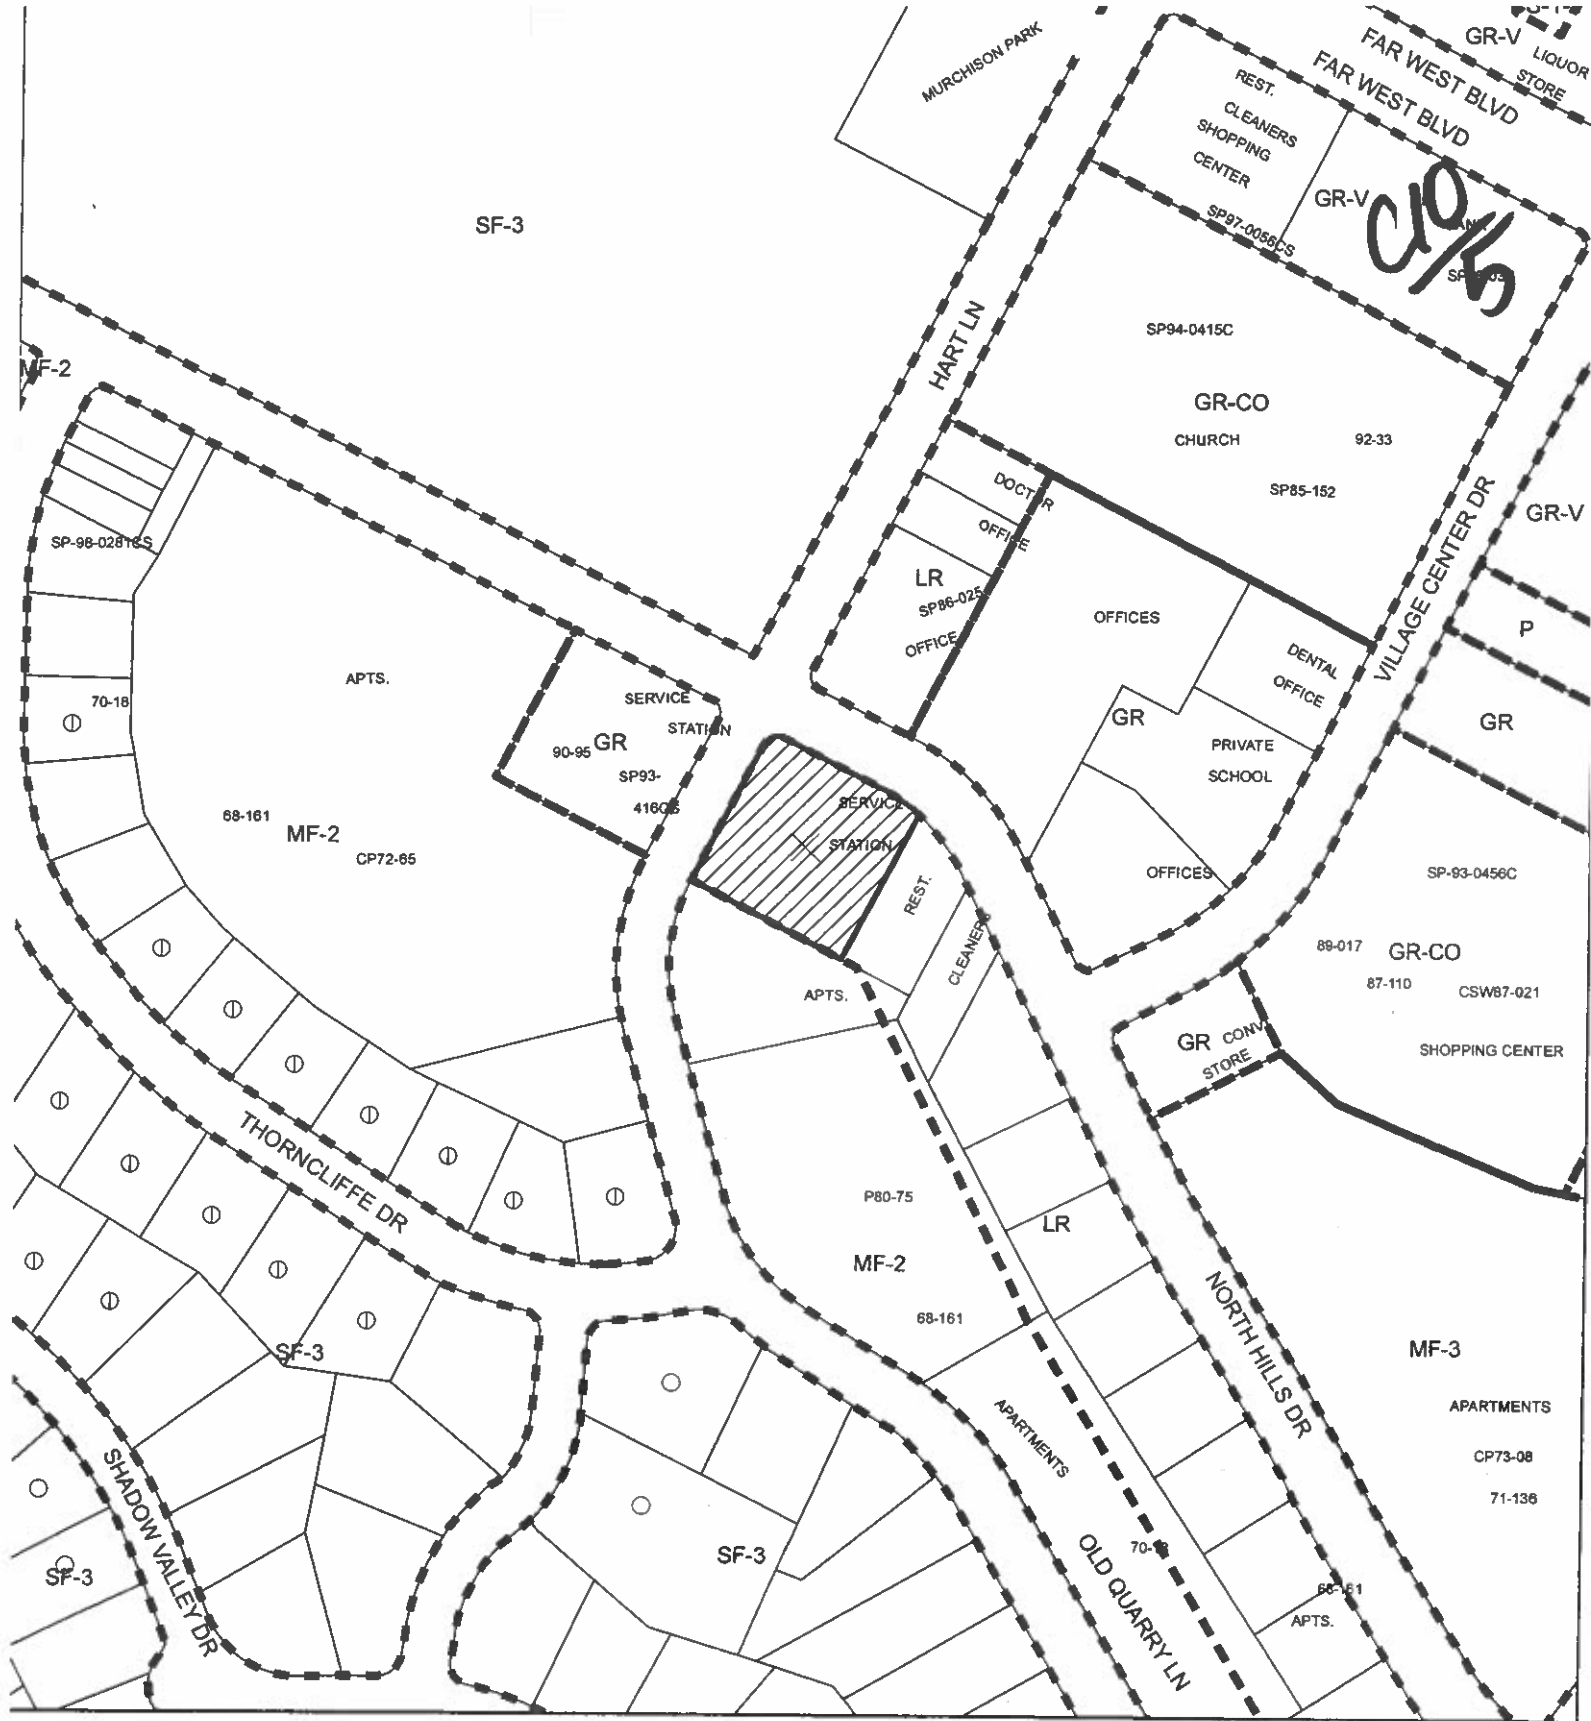 MURCHISON PARK
GR-V
LIQUOR
STORE
FAR WEST BLVD
FAR WEST BLVD
REST.
CLEANERS
SHOPPING
CENTER
SP97-0056CS
GR-V
C10/5
SF-3
SP94-0415C
HART LN
GR-CO
CHURCH
92-33
SP85-152
MF-2
DOCTOR
OFFICE
VILLAGE CENTER DR
GR-V
SP-98-0281CS
LR
SP86-025
OFFICE
OFFICES
P
DENTAL
OFFICE
APTS.
70-18
SERVICE
STATION
90-95
GR
SP93-
416CS
GR
PRIVATE
SCHOOL
GR
68-161
MF-2
CP72-65
SERVICE
STATION
REST.
CLEANERS
OFFICES
SP-93-0456C
89-017
GR-CO
87-110
CSW87-021
SHOPPING CENTER
APTS.
GR
CONV.
STORE
THORNCLIFFE DR
P80-75
MF-2
68-161
LR
NORTH HILLS DR
MF-3
APARTMENTS
CP73-08
71-136
SF-3
APARTMENTS
SHADOW VALLEY DR
SF-3
SF-3
OLD QUARRY LN
68-161
APTS.